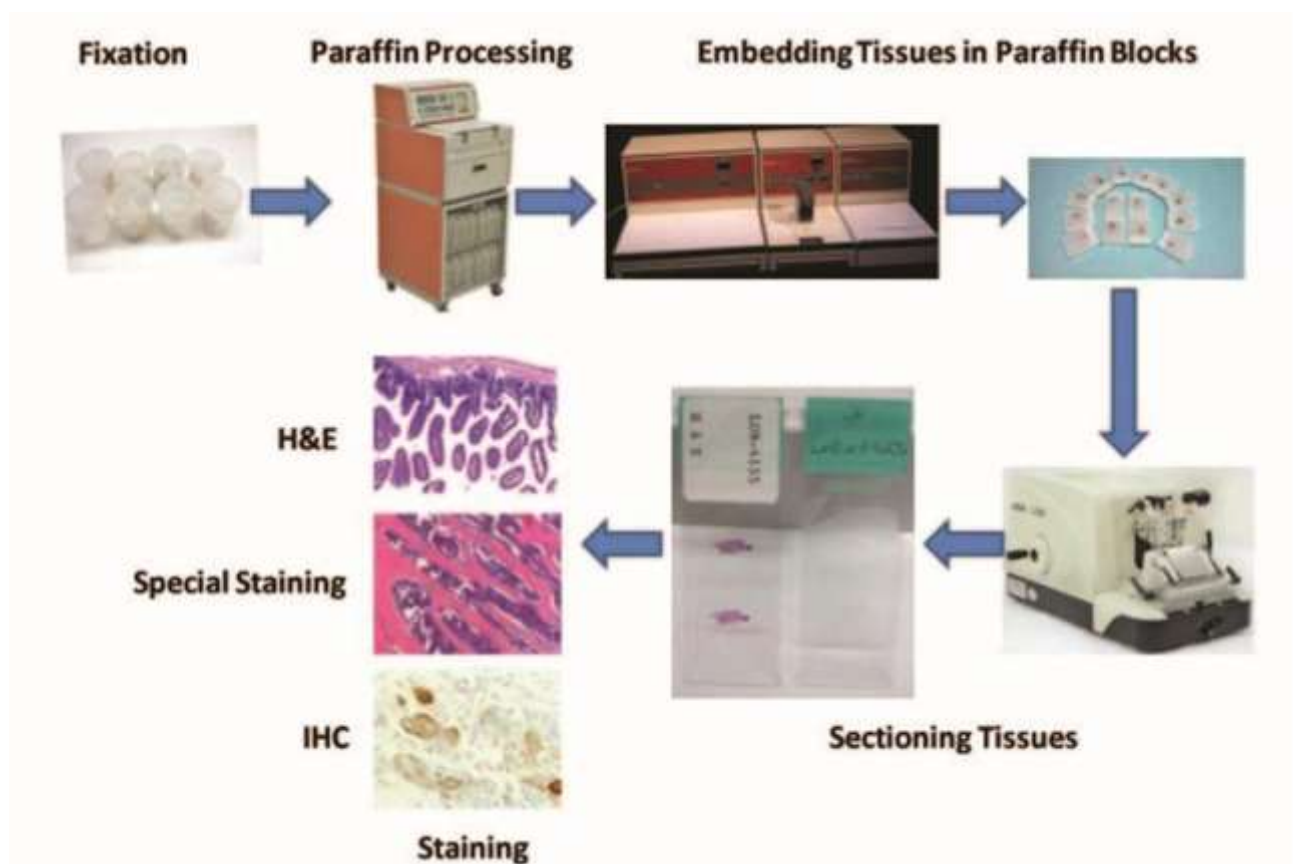 Fixation
Paraffin Processing
Embedding Tissues in Paraffin Blocks
H&E
Special Staining
IHC
Staining
Sectioning Tissues
H&E